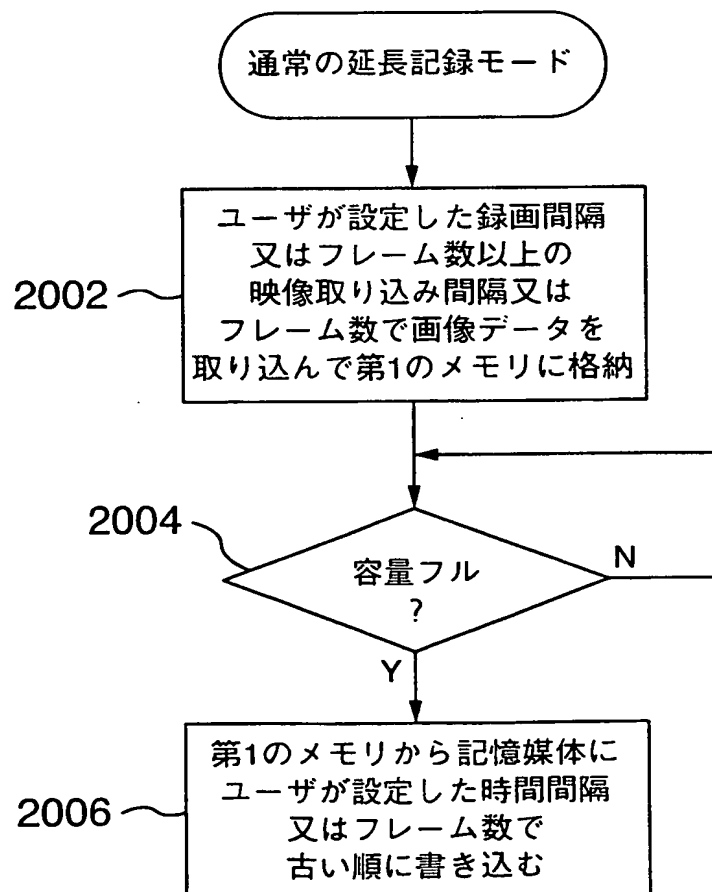 通常の延長記録モード
ユーザが設定した録画間隔
又はフレーム数以上の
映像取り込み間隔又は
フレーム数で画像データを
取り込んで第1のメモリに格納
2002
2004
容量フル
?
N
Y
第1のメモリから記憶媒体に
ユーザが設定した時間間隔
又はフレーム数で
古い順に書き込む
2006